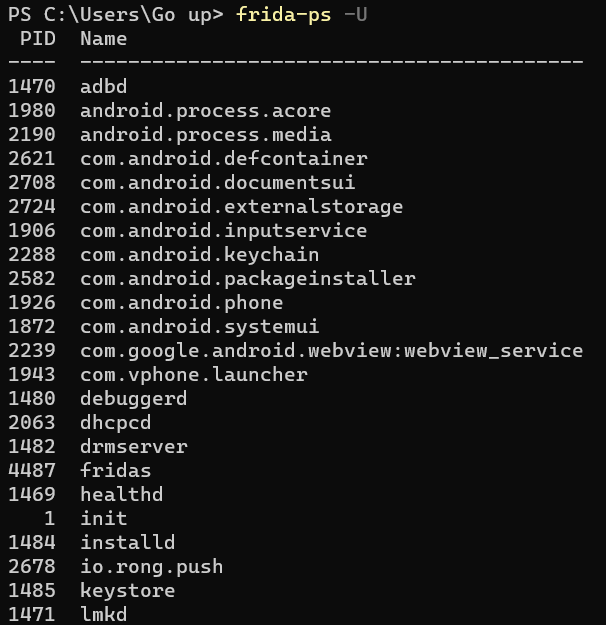 PS C:\Users\Go up> frida-ps -U
 PID  Name
----  ------------------------------------------
1470  adbd
1980  android.process.acore
2190  android.process.media
2621  com.android.defcontainer
2708  com.android.documentsui
2724  com.android.externalstorage
1906  com.android.inputservice
2288  com.android.keychain
2582  com.android.packageinstaller
1926  com.android.phone
1872  com.android.systemui
2239  com.google.android.webview:webview_service
1943  com.vphone.launcher
1480  debuggerd
2063  dhcpcd
1482  drmserver
4487  fridas
1469  healthd
   1  init
1484  installd
2678  io.rong.push
1485  keystore
1471  lmkd